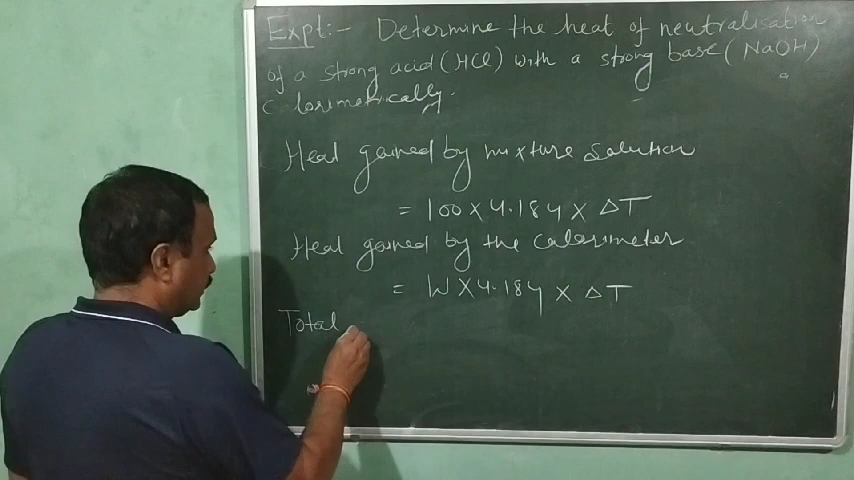 Expt:- Determine the heat of neutralisation
of a strong acid (HCl) with a strong base (NaOH)
C lorimetrically.
Heat gained by mixture solution
= 100 × 4.184 × ΔT
Heat gained by the calorimeter
= W × 4.184 × ΔT
Total